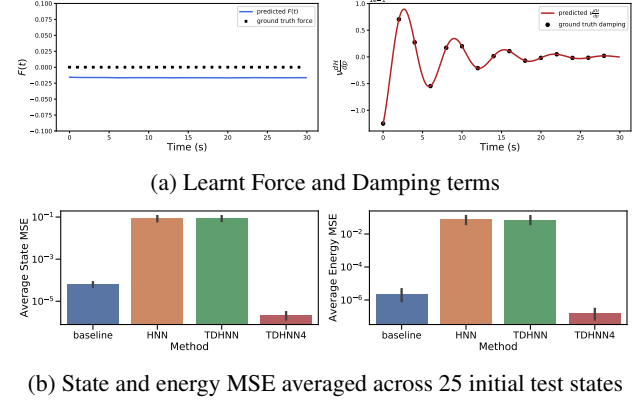 0.100
0.075
0.050
0.025
0.000
−0.025
−0.050
−0.075
−0.100
F(t)
predicted F(t)
ground truth force
0 5 10 15 20 25 30
Time (s)
0.5
0.0
−0.5
−1.0
ν dH/dp
predicted ν dH/dp
ground truth damping
0 5 10 15 20 25 30
Time (s)
(a) Learnt Force and Damping terms
Average State MSE
10⁻¹
10⁻³
10⁻⁵
baseline HNN TDHNN TDHNN4
Method
Average Energy MSE
10⁻²
10⁻⁴
10⁻⁶
baseline HNN TDHNN TDHNN4
Method
(b) State and energy MSE averaged across 25 initial test states